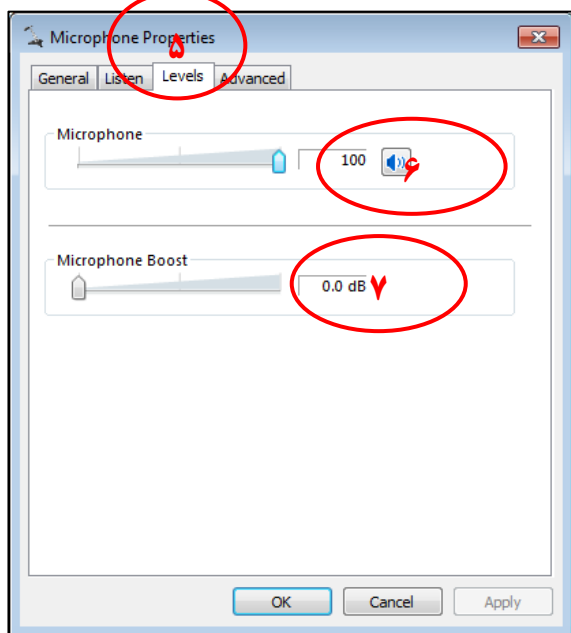 Microphone Properties
۵
General Listen Levels Advanced
Microphone
100 ۶
Microphone Boost
0.0 dB ۷
OK Cancel Apply